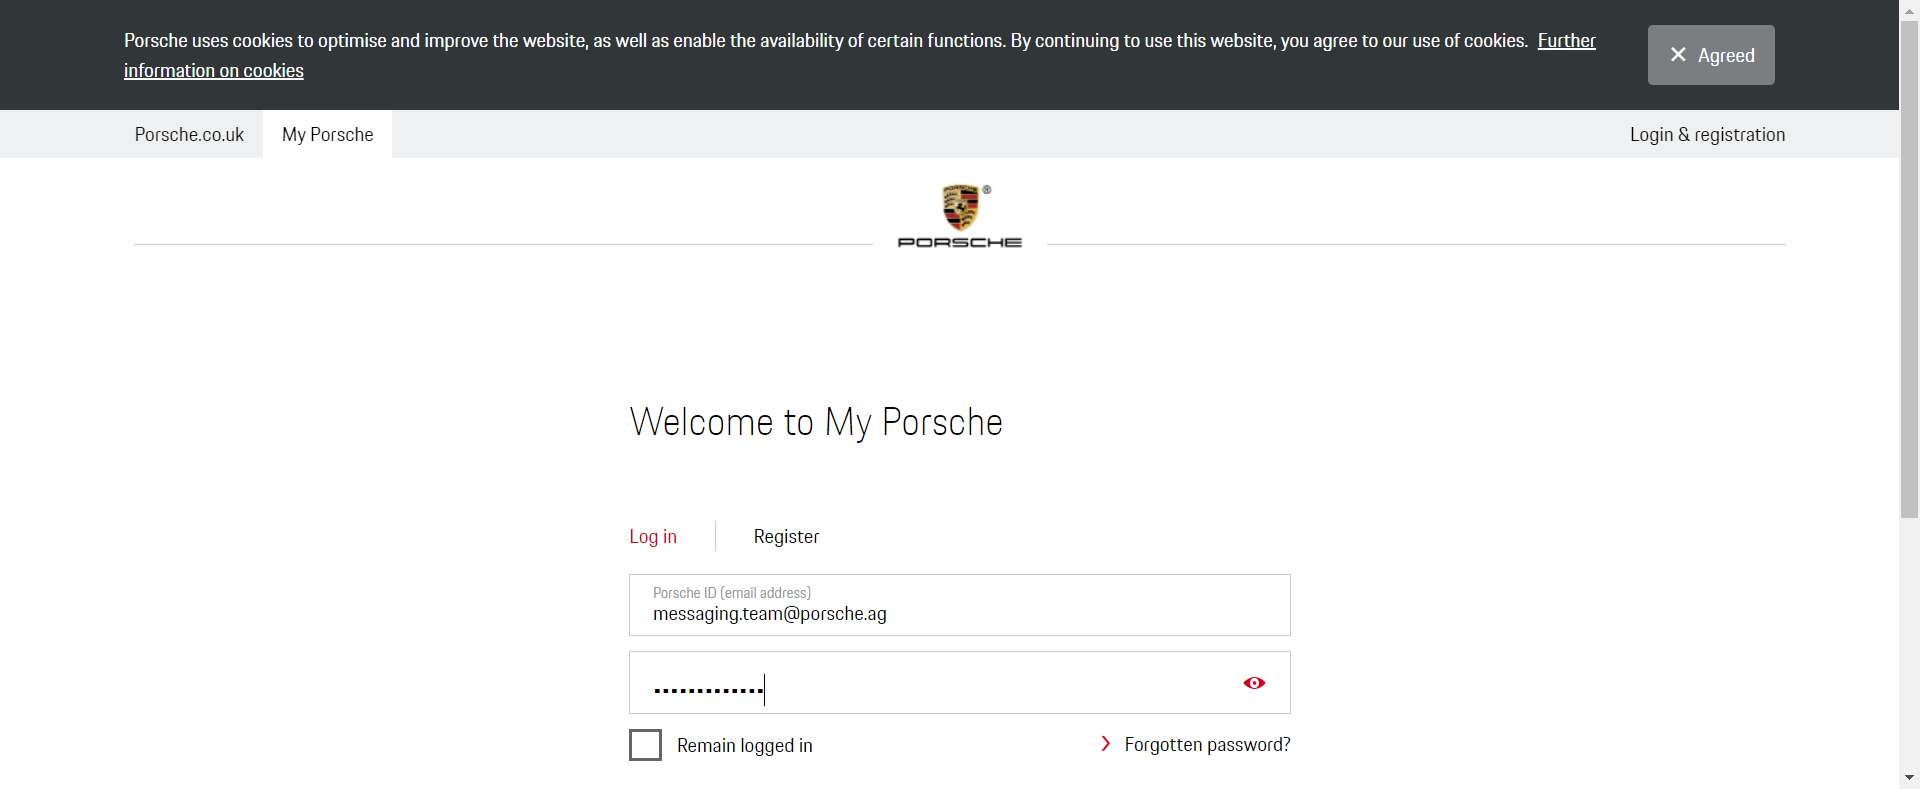 Porsche uses cookies to optimise and improve the website, as well as enable the availability of certain functions. By continuing to use this website, you agree to our use of cookies. Further
information on cookies
Agreed
Porsche.co.uk
My Porsche
Login & registration
PORSCHE
®
PORSCHE
Welcome to My Porsche
Log in
Register
Porsche ID (email address)
messaging.team@porsche.ag
Remain logged in
Forgotten password?